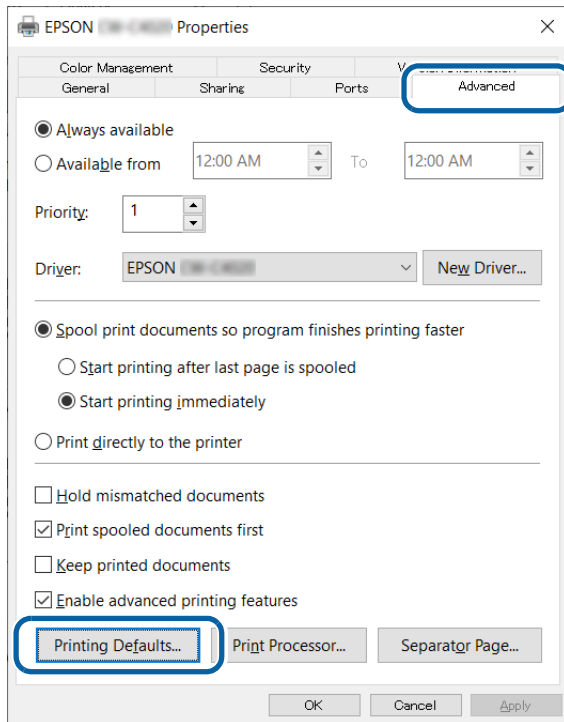 EPSON Properties
Color Management Security
General Sharing Ports Advanced
Always available
Available from 12:00 AM To 12:00 AM
Priority: 1
Driver: EPSON New Driver...
Spool print documents so program finishes printing faster
Start printing after last page is spooled
Start printing immediately
Print directly to the printer
Hold mismatched documents
Print spooled documents first
Keep printed documents
Enable advanced printing features
Printing Defaults... Print Processor... Separator Page...
OK Cancel Apply